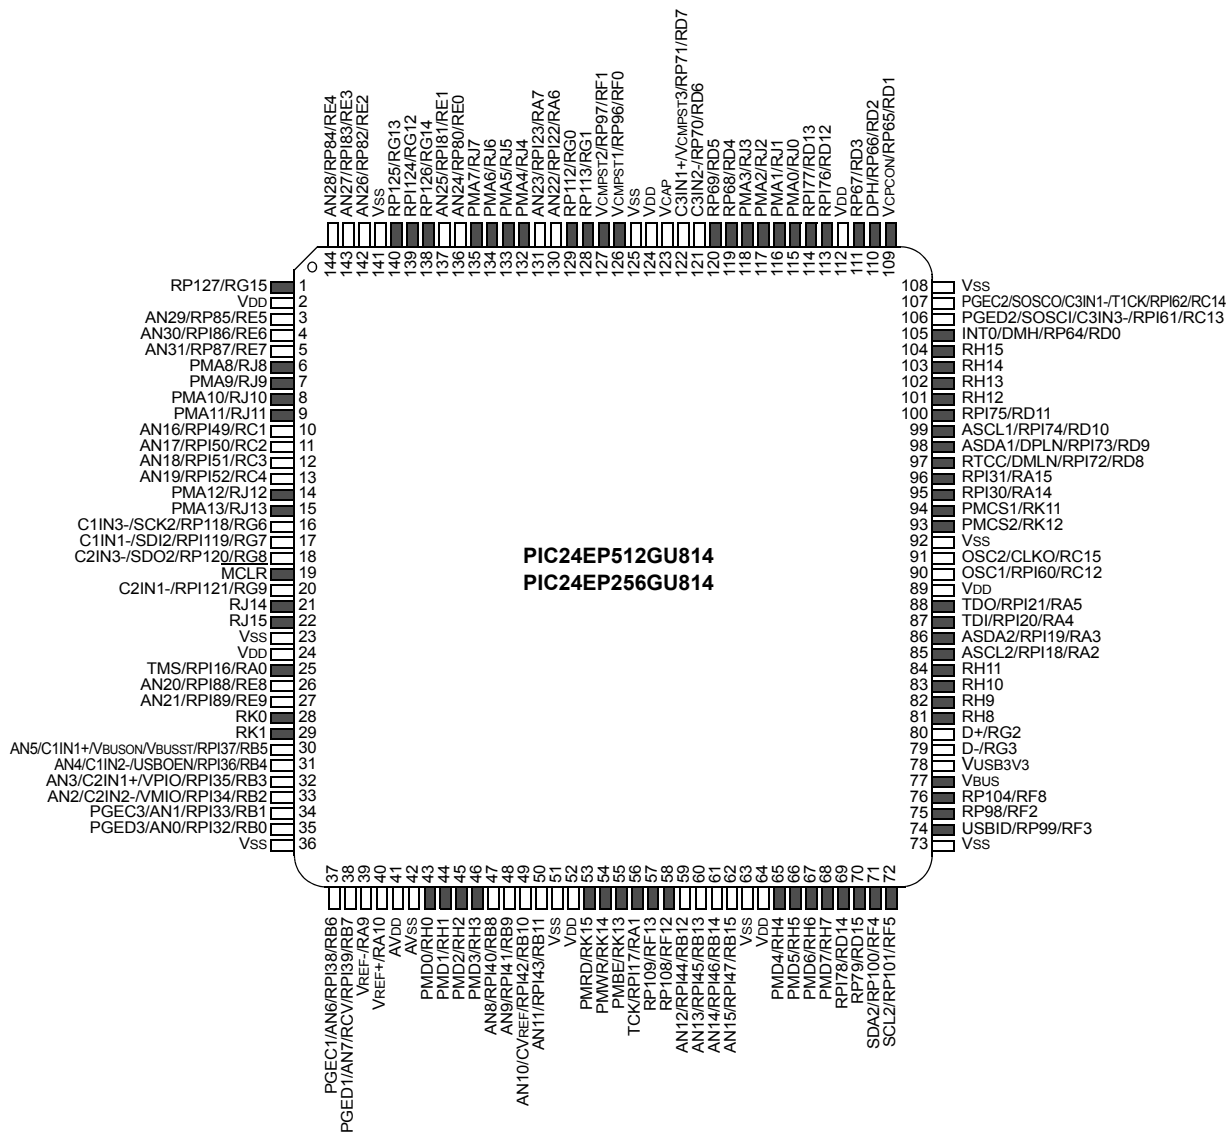 AN28/RP84/RE4
AN27/RPI83/RE3
AN26/RP82/RE2
VSS
RP125/RG13
RPI124/RG12
RP126/RG14
AN25/RPI81/RE1
AN24/RP80/RE0
PMA7/RJ7
PMA6/RJ6
PMA5/RJ5
PMA4/RJ4
AN23/RPI23/RA7
AN22/RPI22/RA6
RP112/RG0
RP113/RG1
VCMPST2/RP97/RF1
VCMPST1/RP96/RF0
VSS
VDD
VCAP
C3IN1+/VCMPST3/RP71/RD7
C3IN2-/RP70/RD6
RP69/RD5
RP68/RD4
PMA3/RJ3
PMA2/RJ2
PMA1/RJ1
PMA0/RJ0
RPI77/RD13
RPI76/RD12
VDD
RP67/RD3
DPH/RP66/RD2
VCPCON/RP65/RD1
144
143
142
141
140
139
138
137
136
135
134
133
132
131
130
129
128
127
126
125
124
123
122
121
120
119
118
117
116
115
114
113
112
111
110
109
RP127/RG15 1
VDD 2
AN29/RP85/RE5 3
AN30/RPI86/RE6 4
AN31/RP87/RE7 5
PMA8/RJ8 6
PMA9/RJ9 7
PMA10/RJ10 8
PMA11/RJ11 9
AN16/RPI49/RC1 10
AN17/RPI50/RC2 11
AN18/RPI51/RC3 12
AN19/RPI52/RC4 13
PMA12/RJ12 14
PMA13/RJ13 15
C1IN3-/SCK2/RP118/RG6 16
C1IN1-/SDI2/RPI119/RG7 17
C2IN3-/SDO2/RP120/RG8 18
MCLR 19
C2IN1-/RPI121/RG9 20
RJ14 21
RJ15 22
VSS 23
VDD 24
TMS/RPI16/RA0 25
AN20/RPI88/RE8 26
AN21/RPI89/RE9 27
RK0 28
RK1 29
AN5/C1IN1+/VBUSON/VBUSST/RPI37/RB5 30
AN4/C1IN2-/USBOEN/RPI36/RB4 31
AN3/C2IN1+/VPIO/RPI35/RB3 32
AN2/C2IN2-/VMIO/RPI34/RB2 33
PGEC3/AN1/RPI33/RB1 34
PGED3/AN0/RPI32/RB0 35
VSS 36
PIC24EP512GU814
PIC24EP256GU814
108 VSS
107 PGEC2/SOSCO/C3IN1-/T1CK/RPI62/RC14
106 PGED2/SOSCI/C3IN3-/RPI61/RC13
105 INT0/DMH/RP64/RD0
104 RH15
103 RH14
102 RH13
101 RH12
100 RPI75/RD11
99 ASCL1/RPI74/RD10
98 ASDA1/DPLN/RPI73/RD9
97 RTCC/DMLN/RPI72/RD8
96 RPI31/RA15
95 RPI30/RA14
94 PMCS1/RK11
93 PMCS2/RK12
92 VSS
91 OSC2/CLKO/RC15
90 OSC1/RPI60/RC12
89 VDD
88 TDO/RPI21/RA5
87 TDI/RPI20/RA4
86 ASDA2/RPI19/RA3
85 ASCL2/RPI18/RA2
84 RH11
83 RH10
82 RH9
81 RH8
80 D+/RG2
79 D-/RG3
78 VUSB3V3
77 VBUS
76 RP104/RF8
75 RP98/RF2
74 USBID/RP99/RF3
73 VSS
37
38
39
40
41
42
43
44
45
46
47
48
49
50
51
52
53
54
55
56
57
58
59
60
61
62
63
64
65
66
67
68
69
70
71
72
PGEC1/AN6/RPI38/RB6
PGED1/AN7/RCV/RPI39/RB7
VREF-/RA9
VREF+/RA10
AVDD
AVSS
PMD0/RH0
PMD1/RH1
PMD2/RH2
PMD3/RH3
AN8/RPI40/RB8
AN9/RPI41/RB9
AN10/CVREF/RPI42/RB10
AN11/RPI43/RB11
VSS
VDD
PMRD/RK15
PMWR/RK14
PMBE/RK13
TCK/RPI17/RA1
RP109/RF13
RP108/RF12
AN12/RPI44/RB12
AN13/RPI45/RB13
AN14/RPI46/RB14
AN15/RPI47/RB15
VSS
VDD
PMD4/RH4
PMD5/RH5
PMD6/RH6
PMD7/RH7
RPI78/RD14
RP79/RD15
SDA2/RP100/RF4
SCL2/RP101/RF5